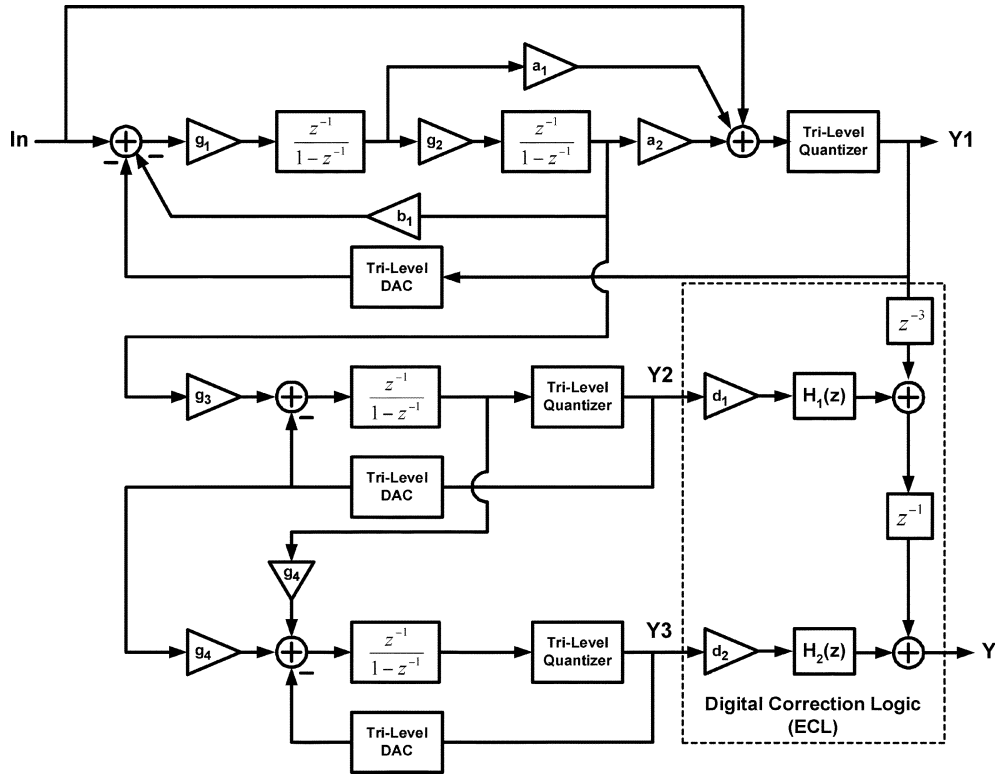 a₁
In
g₁
z⁻¹
1 − z⁻¹
g₂
z⁻¹
1 − z⁻¹
a₂
Tri-Level
Quantizer
Y1
b₁
Tri-Level
DAC
z⁻³
g₃
z⁻¹
1 − z⁻¹
Tri-Level
Quantizer
Y2
d₁
H₁(z)
Tri-Level
DAC
z⁻¹
g₄
g₄
z⁻¹
1 − z⁻¹
Tri-Level
Quantizer
Y3
d₂
H₂(z)
Y
Digital Correction Logic
(ECL)
Tri-Level
DAC